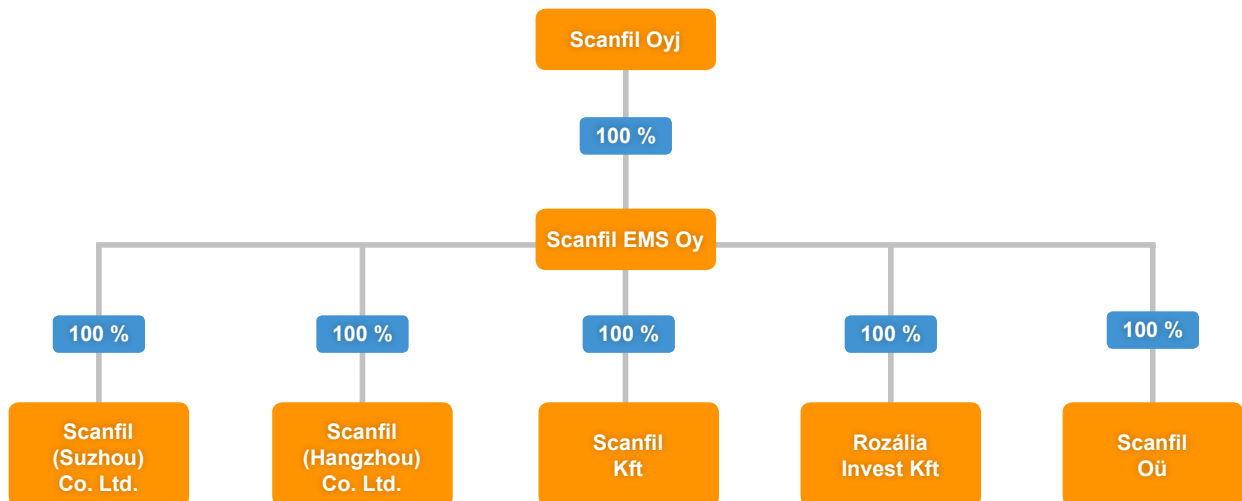 Scanfil Oyj
100 %
Scanfil EMS Oy
100 %
100 %
100 %
100 %
100 %
Scanfil
(Suzhou)
Co. Ltd.
Scanfil
(Hangzhou)
Co. Ltd.
Scanfil
Kft
Rozália
Invest Kft
Scanfil
Oü